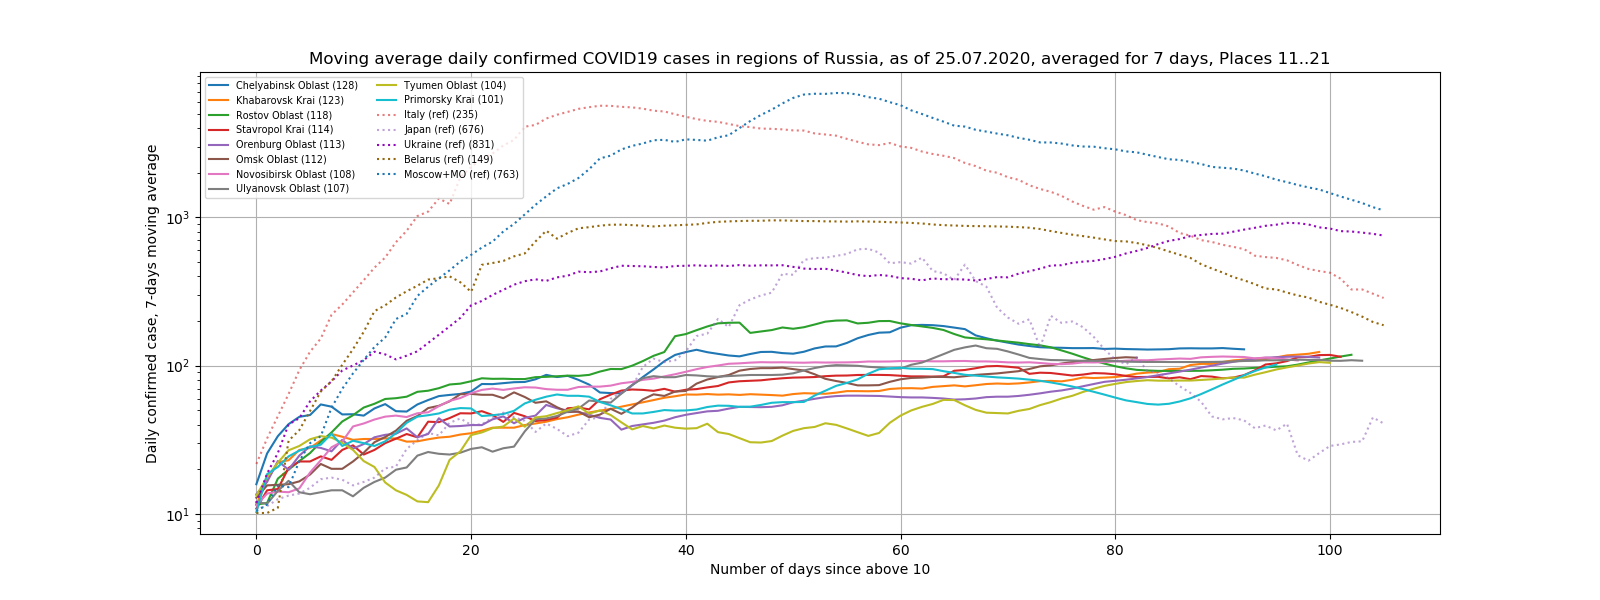 Moving average daily confirmed COVID19 cases in regions of Russia, as of 25.07.2020, averaged for 7 days, Places 11..21
Chelyabinsk Oblast (128)
Khabarovsk Krai (123)
Rostov Oblast (118)
Stavropol Krai (114)
Orenburg Oblast (113)
Omsk Oblast (112)
Novosibirsk Oblast (108)
Ulyanovsk Oblast (107)
Tyumen Oblast (104)
Primorsky Krai (101)
Italy (ref) (235)
Japan (ref) (676)
Ukraine (ref) (831)
Belarus (ref) (149)
Moscow+MO (ref) (763)
Daily confirmed case, 7-days moving average
10³
10²
10¹
0 20 40 60 80 100
Number of days since above 10